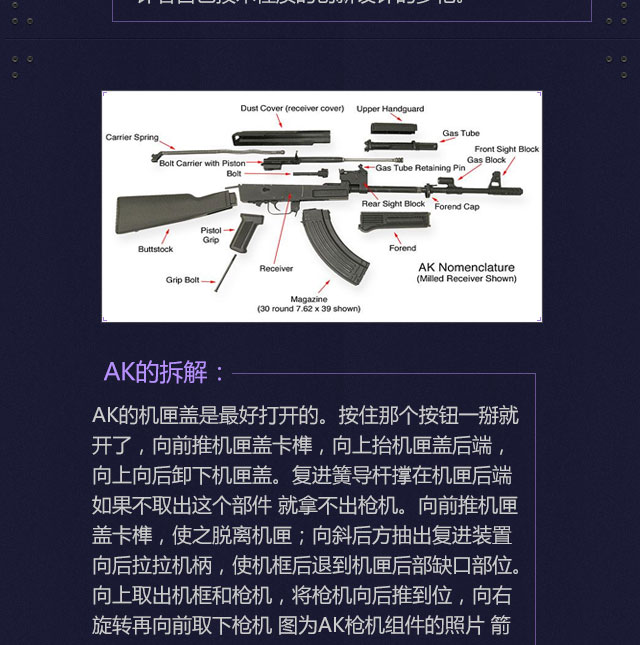 Dust Cover (receiver cover)
Upper Handguard
Carrier Spring
Gas Tube
Front Sight Block
Gas Block
Bolt Carrier with Piston
Bolt
Gas Tube Retaining Pin
Rear Sight Block
Forend Cap
Pistol
Grip
Buttstock
Forend
Receiver
Grip Bolt
AK Nomenclature
(Milled Receiver Shown)
Magazine
(30 round 7.62 x 39 shown)
AK的拆解：
AK的机匣盖是最好打开的。按住那个按钮一掰就
开了，向前推机匣盖卡榫，向上抬机匣盖后端，
向上向后卸下机匣盖。复进簧导杆撑在机匣后端
如果不取出这个部件 就拿不出枪机。向前推机匣
盖卡榫，使之脱离机匣；向斜后方抽出复进装置
向后拉拉机柄，使机框后退到机匣后部缺口部位。
向上取出机框和枪机，将枪机向后推到位，向右
旋转再向前取下枪机 图为AK枪机组件的照片 箭